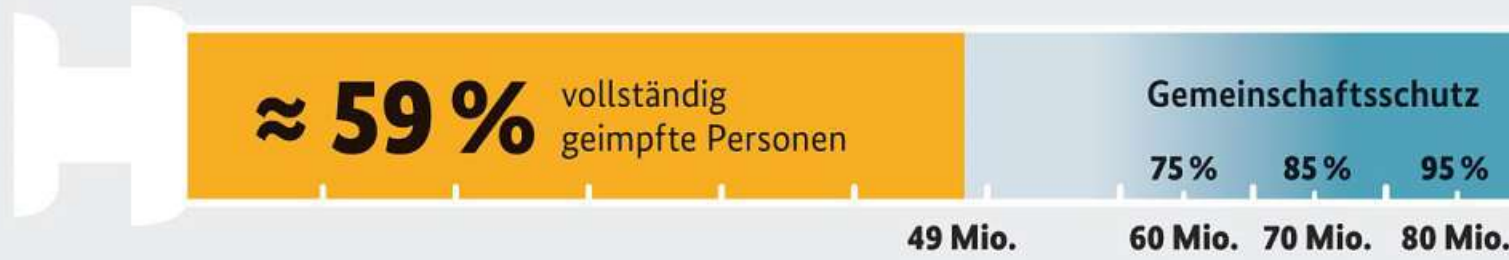 ≈ 59 % vollständig
geimpfte Personen
Gemeinschaftsschutz
75 % 85 % 95 %
49 Mio. 60 Mio. 70 Mio. 80 Mio.